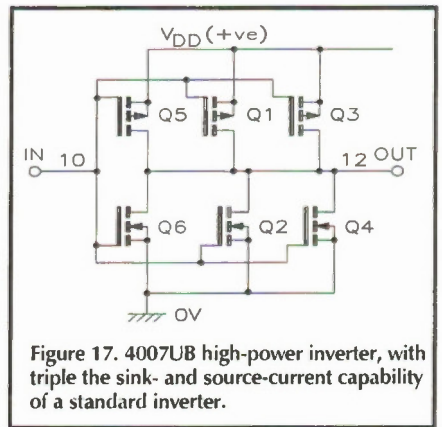 VDD(+ve)
Q5 Q1 Q3
IN 10 12 OUT
Q6 Q2 Q4
0V
Figure 17. 4007UB high-power inverter, with
triple the sink- and source-current capability
of a standard inverter.